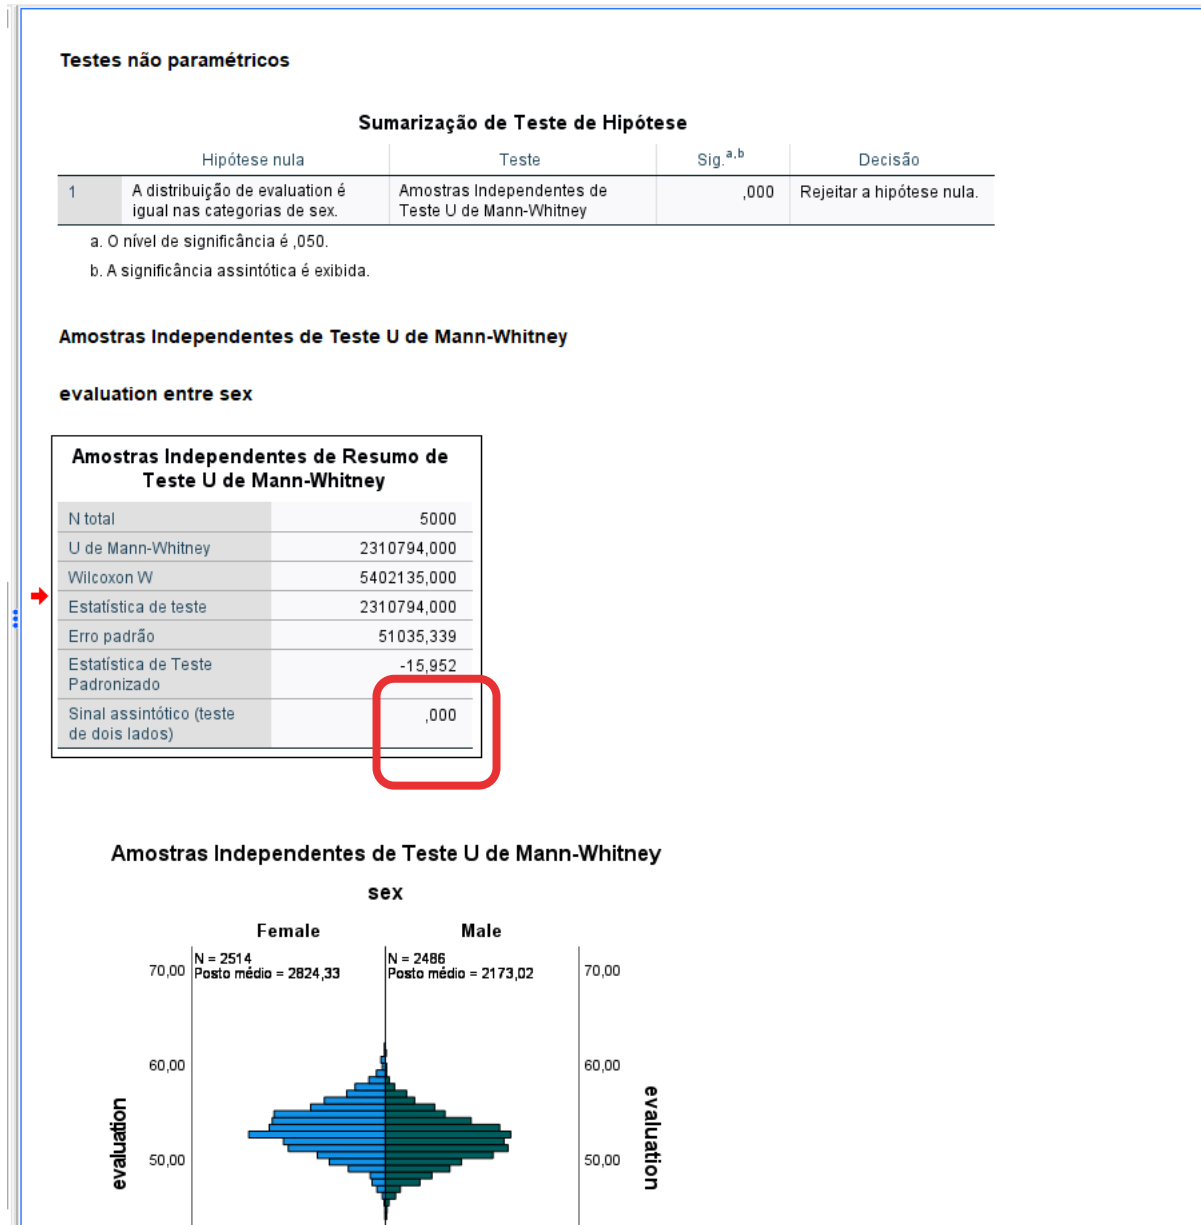 Testes não paramétricos
Sumarização de Teste de Hipótese
Hipótese nula Teste Sig.a,b Decisão
1 A distribuição de evaluation é Amostras Independentes de ,000 Rejeitar a hipótese nula.
igual nas categorias de sex. Teste U de Mann-Whitney
a. O nível de significância é ,050.
b. A significância assintótica é exibida.
Amostras Independentes de Teste U de Mann-Whitney
evaluation entre sex
Amostras Independentes de Resumo de
Teste U de Mann-Whitney
N total 5000
U de Mann-Whitney 2310794,000
Wilcoxon W 5402135,000
Estatística de teste 2310794,000
Erro padrão 51035,339
Estatística de Teste -15,952
Padronizado
Sinal assintótico (teste ,000
de dois lados)
Amostras Independentes de Teste U de Mann-Whitney
sex
Female Male
N = 2514 N = 2486
70,00 Posto médio = 2824,33 Posto médio = 2173,02 70,00
60,00 60,00
evaluation evaluation
50,00 50,00